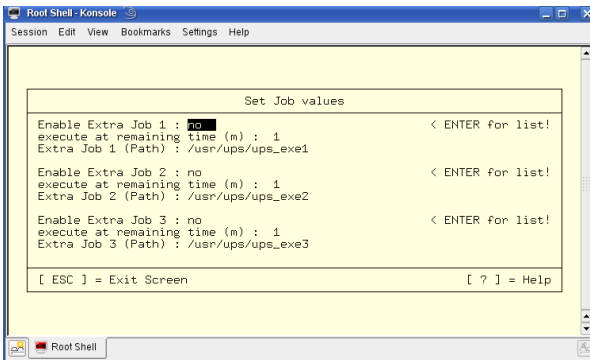 Root Shell - Konsole
Session Edit View Bookmarks Settings Help
Set Job values
Enable Extra Job 1 : no < ENTER for list!
execute at remaining time (m) : 1
Extra Job 1 (Path) : /usr/ups/ups_exe1
Enable Extra Job 2 : no < ENTER for list!
execute at remaining time (m) : 1
Extra Job 2 (Path) : /usr/ups/ups_exe2
Enable Extra Job 3 : no < ENTER for list!
execute at remaining time (m) : 1
Extra Job 3 (Path) : /usr/ups/ups_exe3
[ ESC ] = Exit Screen [ ? ] = Help
Root Shell